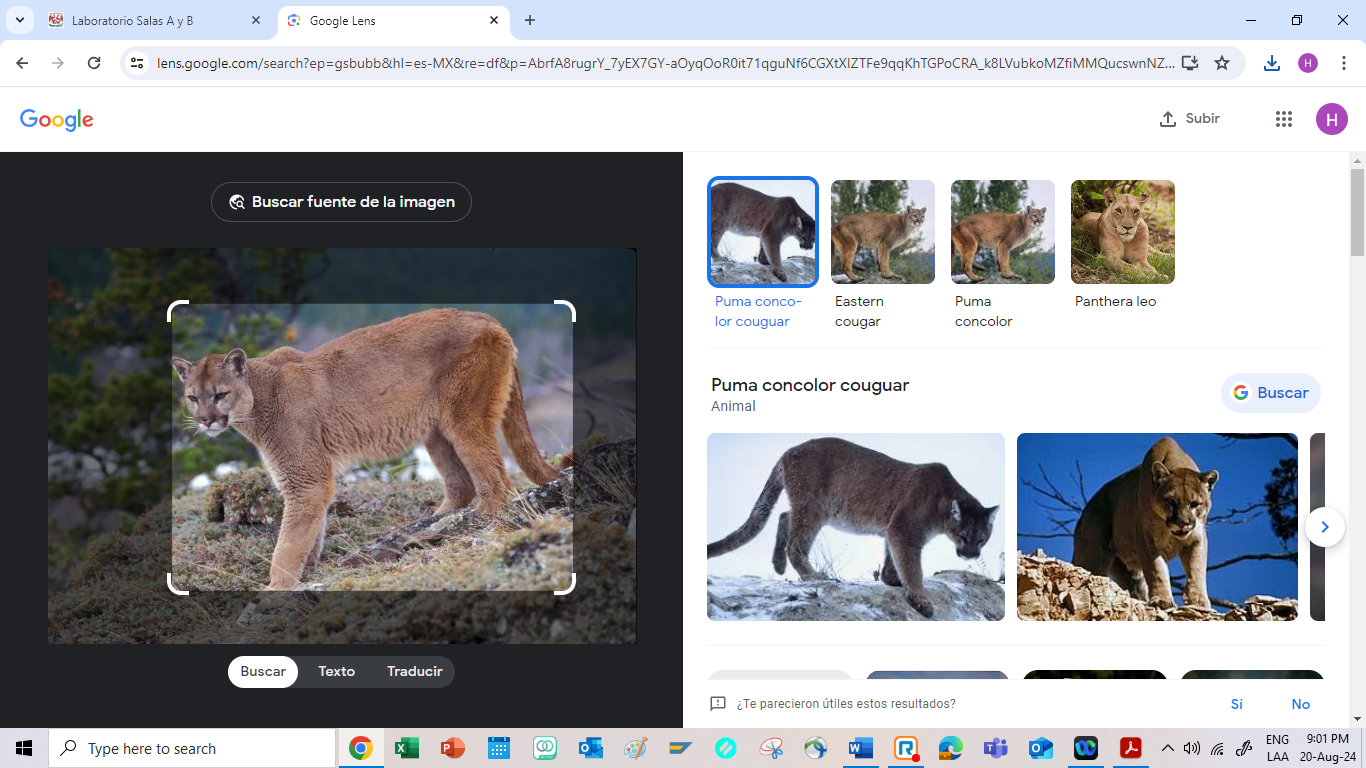 Laboratorio Salas A y B
Google Lens
lens.google.com/search?ep=gsbubb&hl=es-MX&re=df&p=AbrfA8rugrY_7yEX7GY-aOyqOoR0it71qguNf6CGXtXIZTFe9qqKhTGPoCRA_k8LVubkoMZfiMMQucswnNZ...
H
Google
Subir
H
Buscar fuente de la imagen
Puma conco-
lor couguar
Eastern
cougar
Puma
concolor
Panthera leo
Puma concolor couguar
Animal
Buscar
Buscar
Texto
Traducir
¿Te parecieron útiles estos resultados?
Sí
No
Type here to search
ENG
LAA
9:01 PM
20-Aug-24